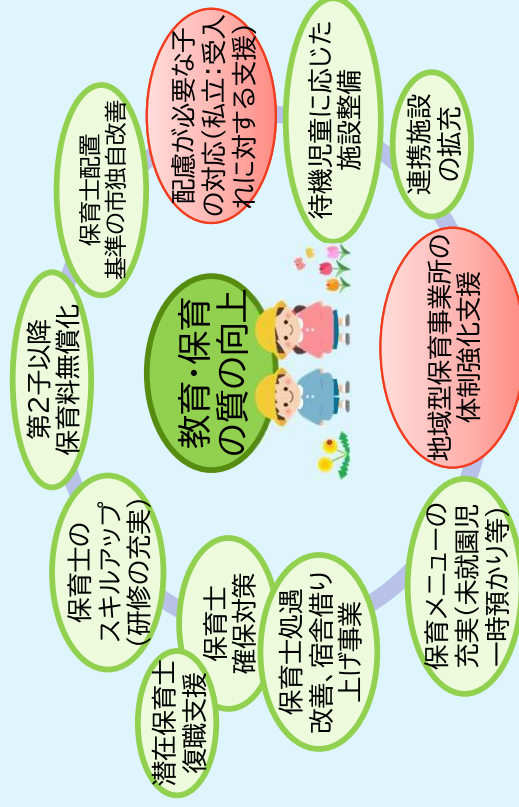 教育・保育
の質の向上
第2子以降
保育料無償化
保育士配置
基準の市独自改善
配慮が必要な子
の対応(私立:受入
れに対する支援)
待機児童に応じた
施設整備
連携施設
の拡充
地域型保育事業所の
体制強化支援
保育メニューの
充実(未就園児
一時預かり等)
保育士処遇
改善、宿舎借り
上げ事業
保育士
確保対策
潜在保育士
復職支援
保育士の
スキルアップ
(研修の充実)